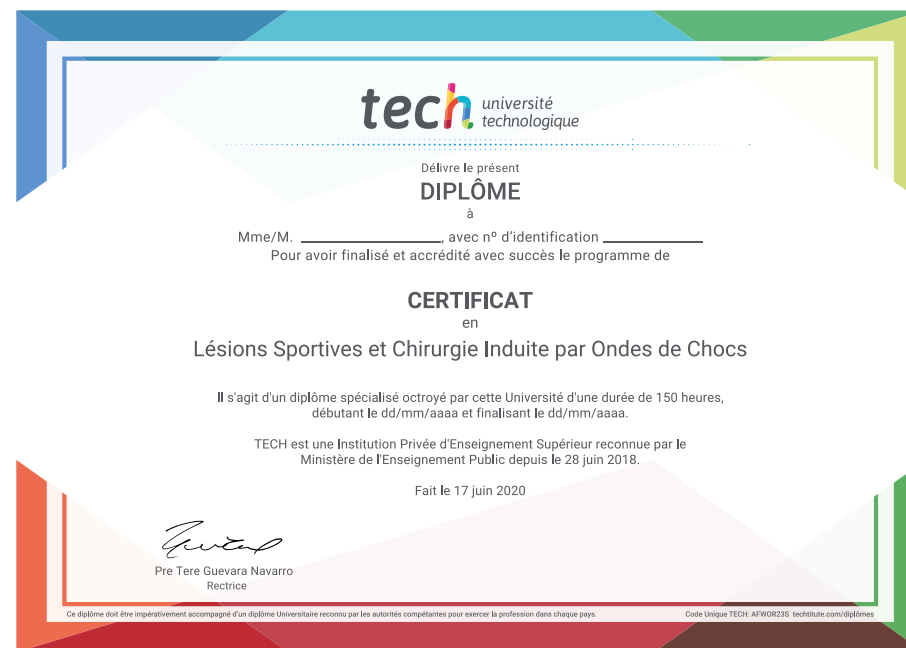 tech université
technologique
Délivre le présent
DIPLÔME
à
Mme/M. ____________________, avec nº d'identification ______________
Pour avoir finalisé et accrédité avec succès le programme de
CERTIFICAT
en
Lésions Sportives et Chirurgie Induite par Ondes de Chocs
Il s'agit d'un diplôme spécialisé octroyé par cette Université d'une durée de 150 heures,
débutant le dd/mm/aaaa et finalisant le dd/mm/aaaa.
TECH est une Institution Privée d'Enseignement Supérieur reconnue par le
Ministère de l'Enseignement Public depuis le 28 juin 2018.
Fait le 17 juin 2020
Pre Tere Guevara Navarro
Rectrice
Ce diplôme doit être impérativement accompagné d'un diplôme Universitaire reconnu par les autorités compétantes pour exercer la profession dans chaque pays.
Code Unique TECH: AFWOR23S techtitute.com/diplômes